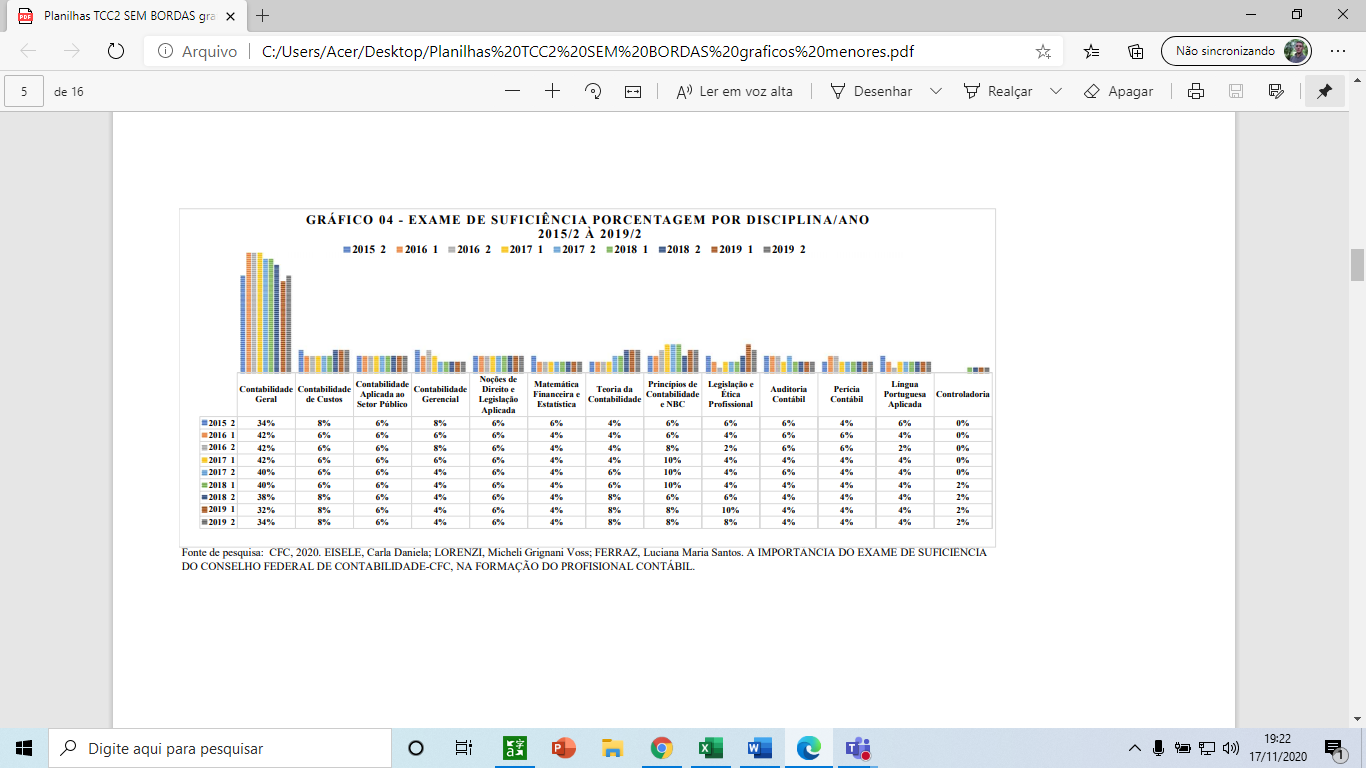 Planilhas TCC2 SEM BORDAS gra
Arquivo
C:/Users/Acer/Desktop/Planilhas%20TCC2%20SEM%20BORDAS%20graficos%20menores.pdf
Não sincronizando
5 de 16
Ler em voz alta
Desenhar
Realçar
Apagar
GRÁFICO 04 - EXAME DE SUFICIÊNCIA PORCENTAGEM POR DISCIPLINA/ANO
2015/2 À 2019/2
2015 2 2016 1 2016 2 2017 1 2017 2 2018 1 2018 2 2019 1 2019 2
Contabilidade Geral
Contabilidade de Custos
Contabilidade Aplicada ao Setor Público
Contabilidade Gerencial
Noções de Direito e Legislação Aplicada
Matemática Financeira e Estatística
Teoria da Contabilidade
Princípios de Contabilidade e NBC
Legislação e Ética Profissional
Auditoria Contábil
Perícia Contábil
Língua Portuguesa Aplicada
Controladoria
2015 2 34% 8% 6% 8% 6% 6% 4% 6% 6% 6% 4% 6% 0%
2016 1 42% 6% 6% 6% 6% 4% 4% 6% 4% 6% 6% 4% 0%
2016 2 42% 6% 6% 8% 6% 4% 4% 8% 2% 6% 6% 2% 0%
2017 1 42% 6% 6% 6% 6% 4% 4% 10% 4% 4% 4% 4% 0%
2017 2 40% 6% 6% 4% 6% 4% 6% 10% 4% 6% 4% 4% 0%
2018 1 40% 6% 6% 4% 6% 4% 6% 10% 4% 4% 4% 4% 2%
2018 2 38% 8% 6% 4% 6% 4% 8% 6% 6% 4% 4% 4% 2%
2019 1 32% 8% 6% 4% 6% 4% 8% 8% 10% 4% 4% 4% 2%
2019 2 34% 8% 6% 4% 6% 4% 8% 8% 8% 4% 4% 4% 2%
Fonte de pesquisa: CFC, 2020. EISELE, Carla Daniela; LORENZI, Micheli Grignani Voss; FERRAZ, Luciana Maria Santos. A IMPORTANCIA DO EXAME DE SUFICIENCIA
DO CONSELHO FEDERAL DE CONTABILIDADE-CFC, NA FORMAÇÃO DO PROFISIONAL CONTÁBIL.
Digite aqui para pesquisar
19:22
17/11/2020
1